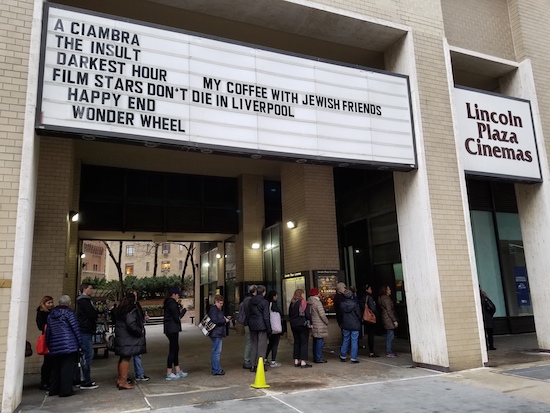 A CIAMBRA
THE INSULT
DARKEST HOUR
MY COFFEE WITH JEWISH FRIENDS
FILM STARS DON'T DIE IN LIVERPOOL
HAPPY END
WONDER WHEEL
Lincoln
Plaza
Cinemas